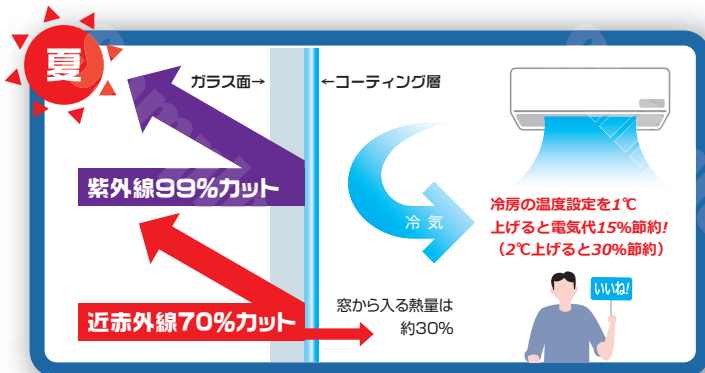 夏
ガラス面→
←コーティング層
紫外線99%カット
冷気
冷房の温度設定を1℃
上げると電気代15%節約!
（2℃上げると30%節約）
いいね!
近赤外線70%カット
窓から入る熱量は
約30%